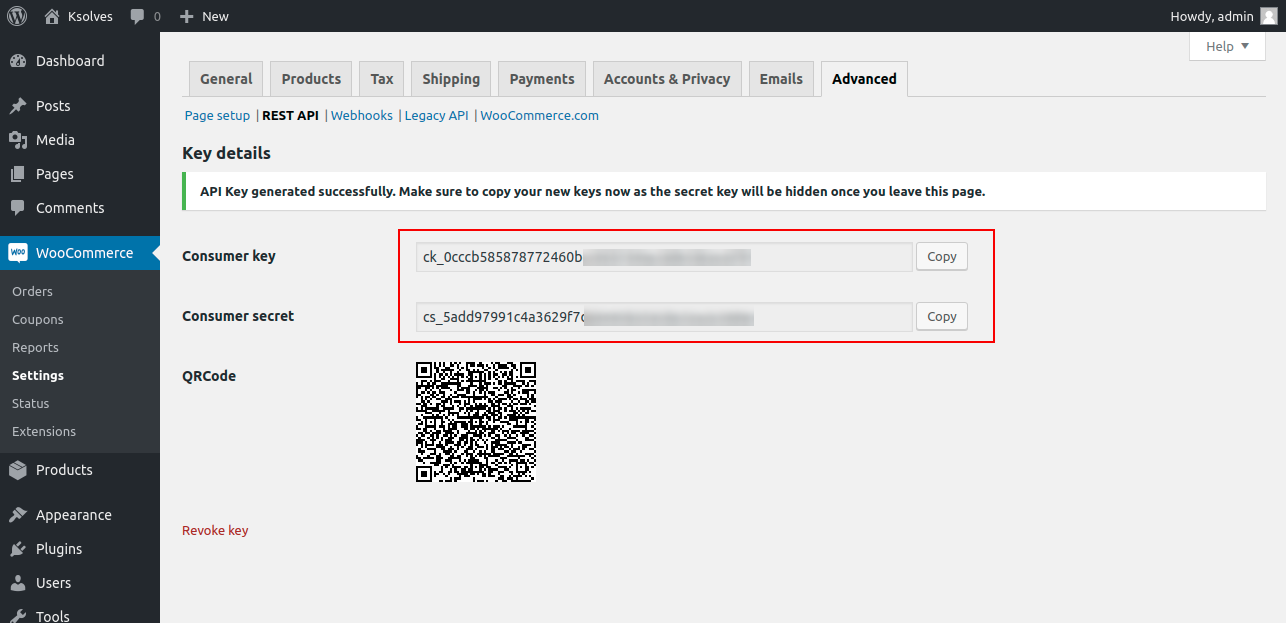 Ksolves 0 New Howdy, admin
Help
Dashboard
Posts
Media
Pages
Comments
WooCommerce
Orders
Coupons
Reports
Settings
Status
Extensions
Products
Appearance
Plugins
Users
Tools
General Products Tax Shipping Payments Accounts & Privacy Emails Advanced
Page setup | REST API | Webhooks | Legacy API | WooCommerce.com
Key details
API Key generated successfully. Make sure to copy your new keys now as the secret key will be hidden once you leave this page.
Consumer key ck_0cccb585878772460b Copy
Consumer secret cs_5add97991c4a3629f7c Copy
QRCode
Revoke key